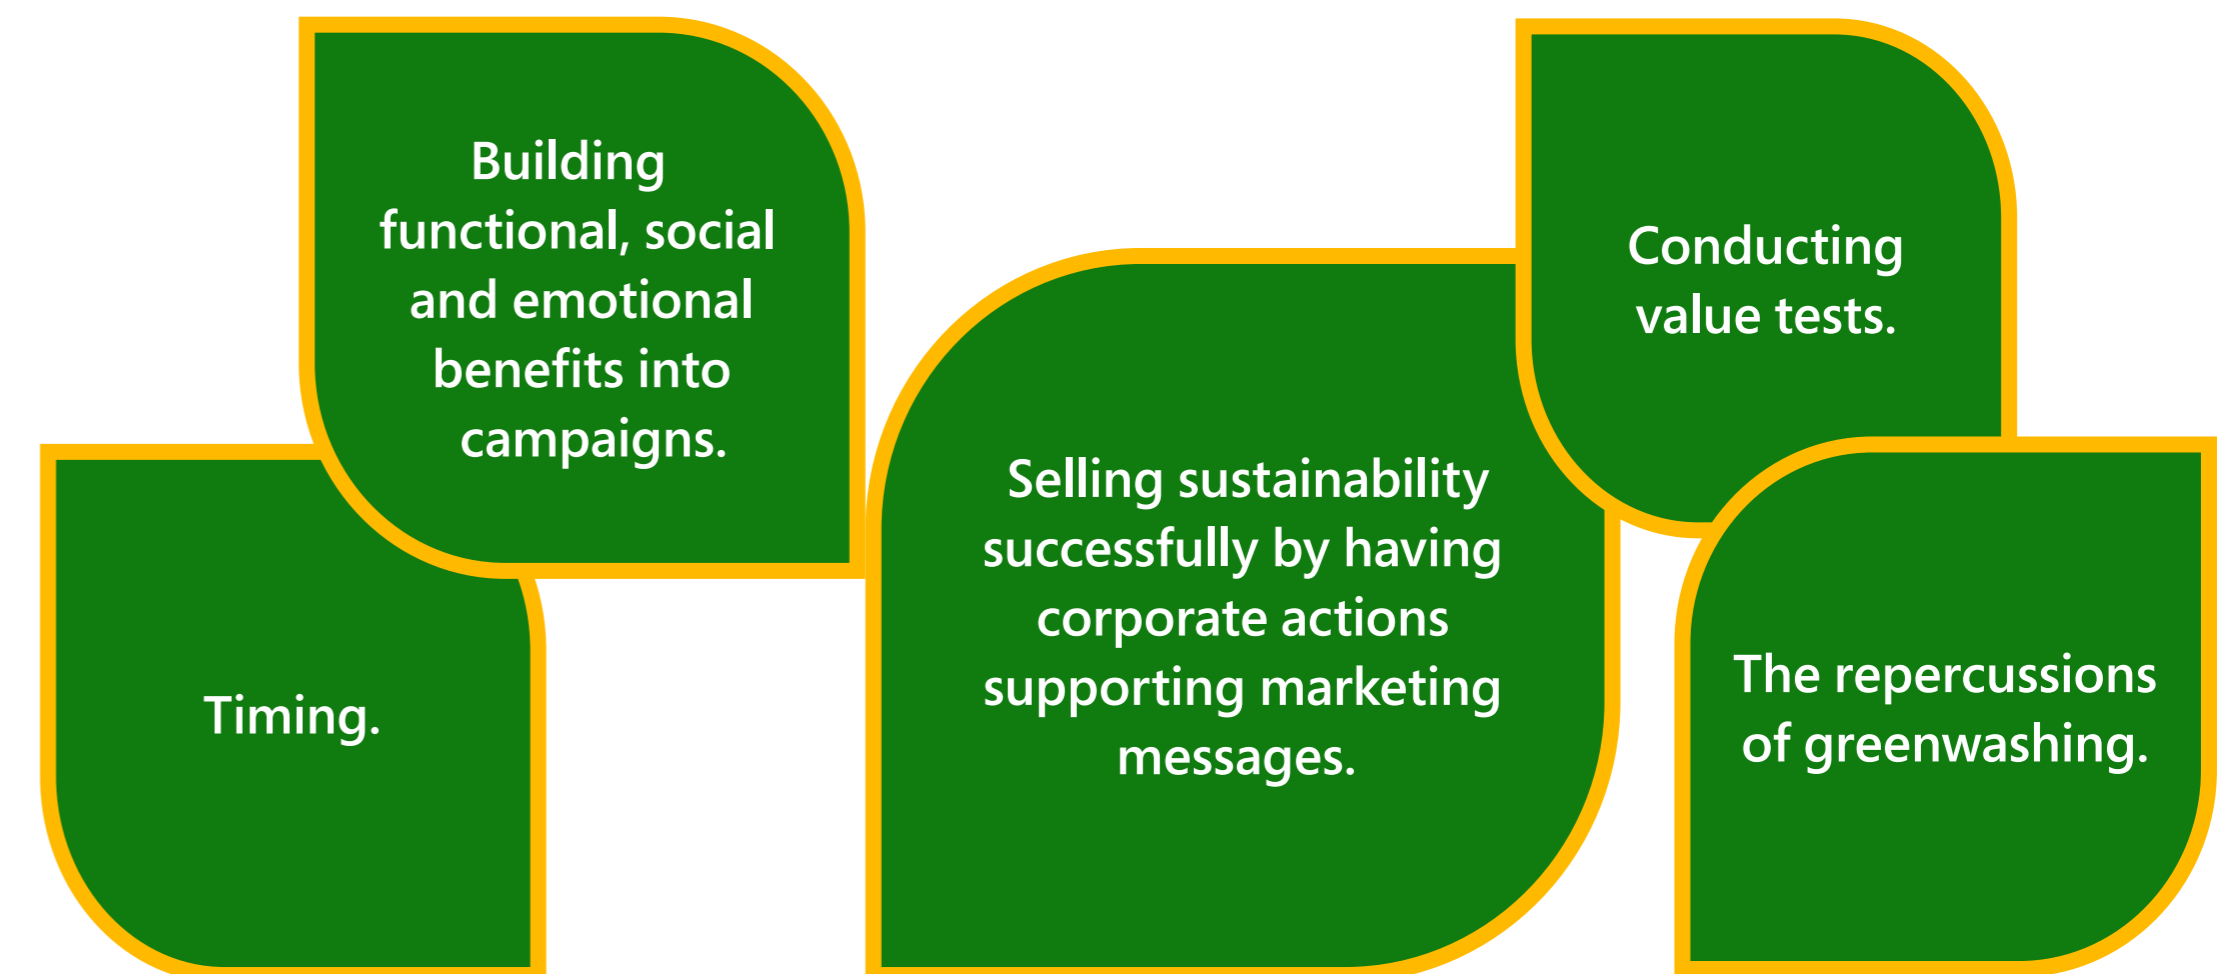 Building
functional, social
and emotional
benefits into
campaigns.
Timing.
Selling sustainability
successfully by having
corporate actions
supporting marketing
messages.
Conducting
value tests.
The repercussions
of greenwashing.